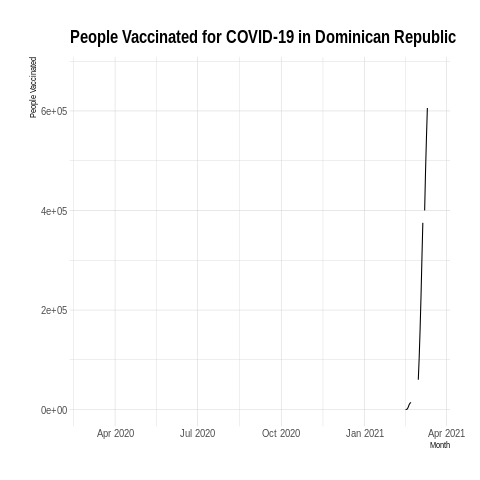 People Vaccinated for COVID-19 in Dominican Republic
People Vaccinated
6e+05
4e+05
2e+05
0e+00
Apr 2020
Jul 2020
Oct 2020
Jan 2021
Apr 2021
Month